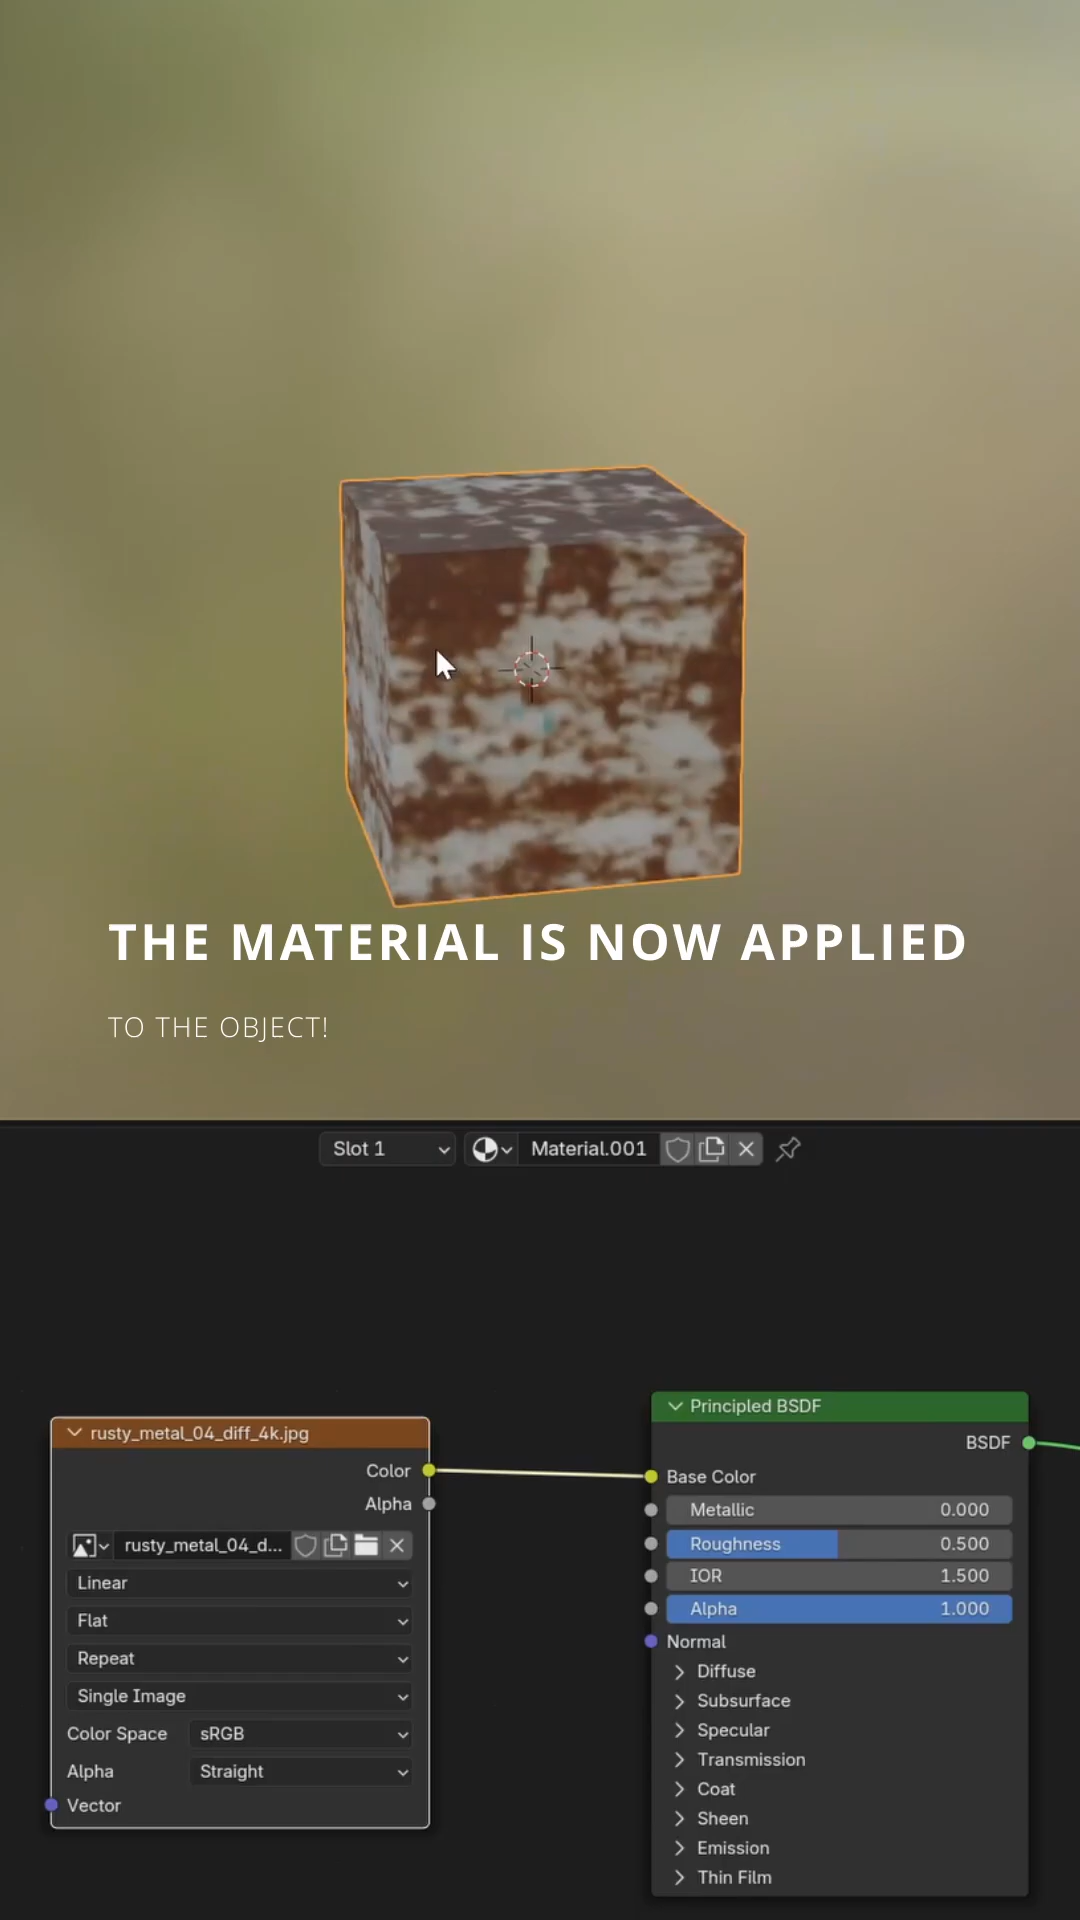 THE MATERIAL IS NOW APPLIED
TO THE OBJECT!
Slot 1 Material.001
rusty_metal_04_diff_4k.jpg
Color
Alpha
rusty_metal_04_d...
Linear
Flat
Repeat
Single Image
Color Space sRGB
Alpha Straight
Vector
Principled BSDF
BSDF
Base Color
Metallic 0.000
Roughness 0.500
IOR 1.500
Alpha 1.000
Normal
Diffuse
Subsurface
Specular
Transmission
Coat
Sheen
Emission
Thin Film